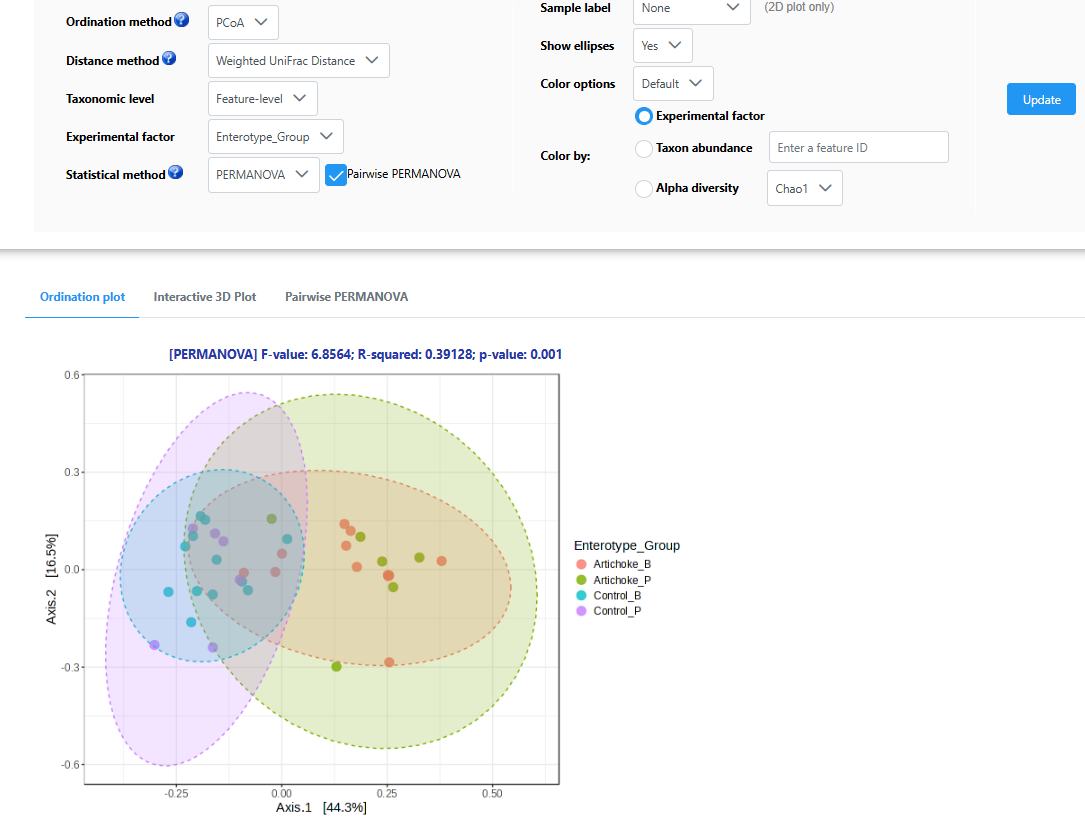 Ordination method ? PCoA
Distance method ? Weighted UniFrac Distance
Taxonomic level Feature-level
Experimental factor Enterotype_Group
Statistical method ? PERMANOVA Pairwise PERMANOVA
Sample label None (2D plot only)
Show ellipses Yes
Color options Default
Color by:
Experimental factor
Taxon abundance Enter a feature ID
Alpha diversity Chao1
Update
Ordination plot Interactive 3D Plot Pairwise PERMANOVA
[PERMANOVA] F-value: 6.8564; R-squared: 0.39128; p-value: 0.001
0.6
0.3
0.0
-0.3
-0.6
Axis.2 [16.5%]
-0.25 0.00 0.25 0.50
Axis.1 [44.3%]
Enterotype_Group
Artichoke_B
Artichoke_P
Control_B
Control_P